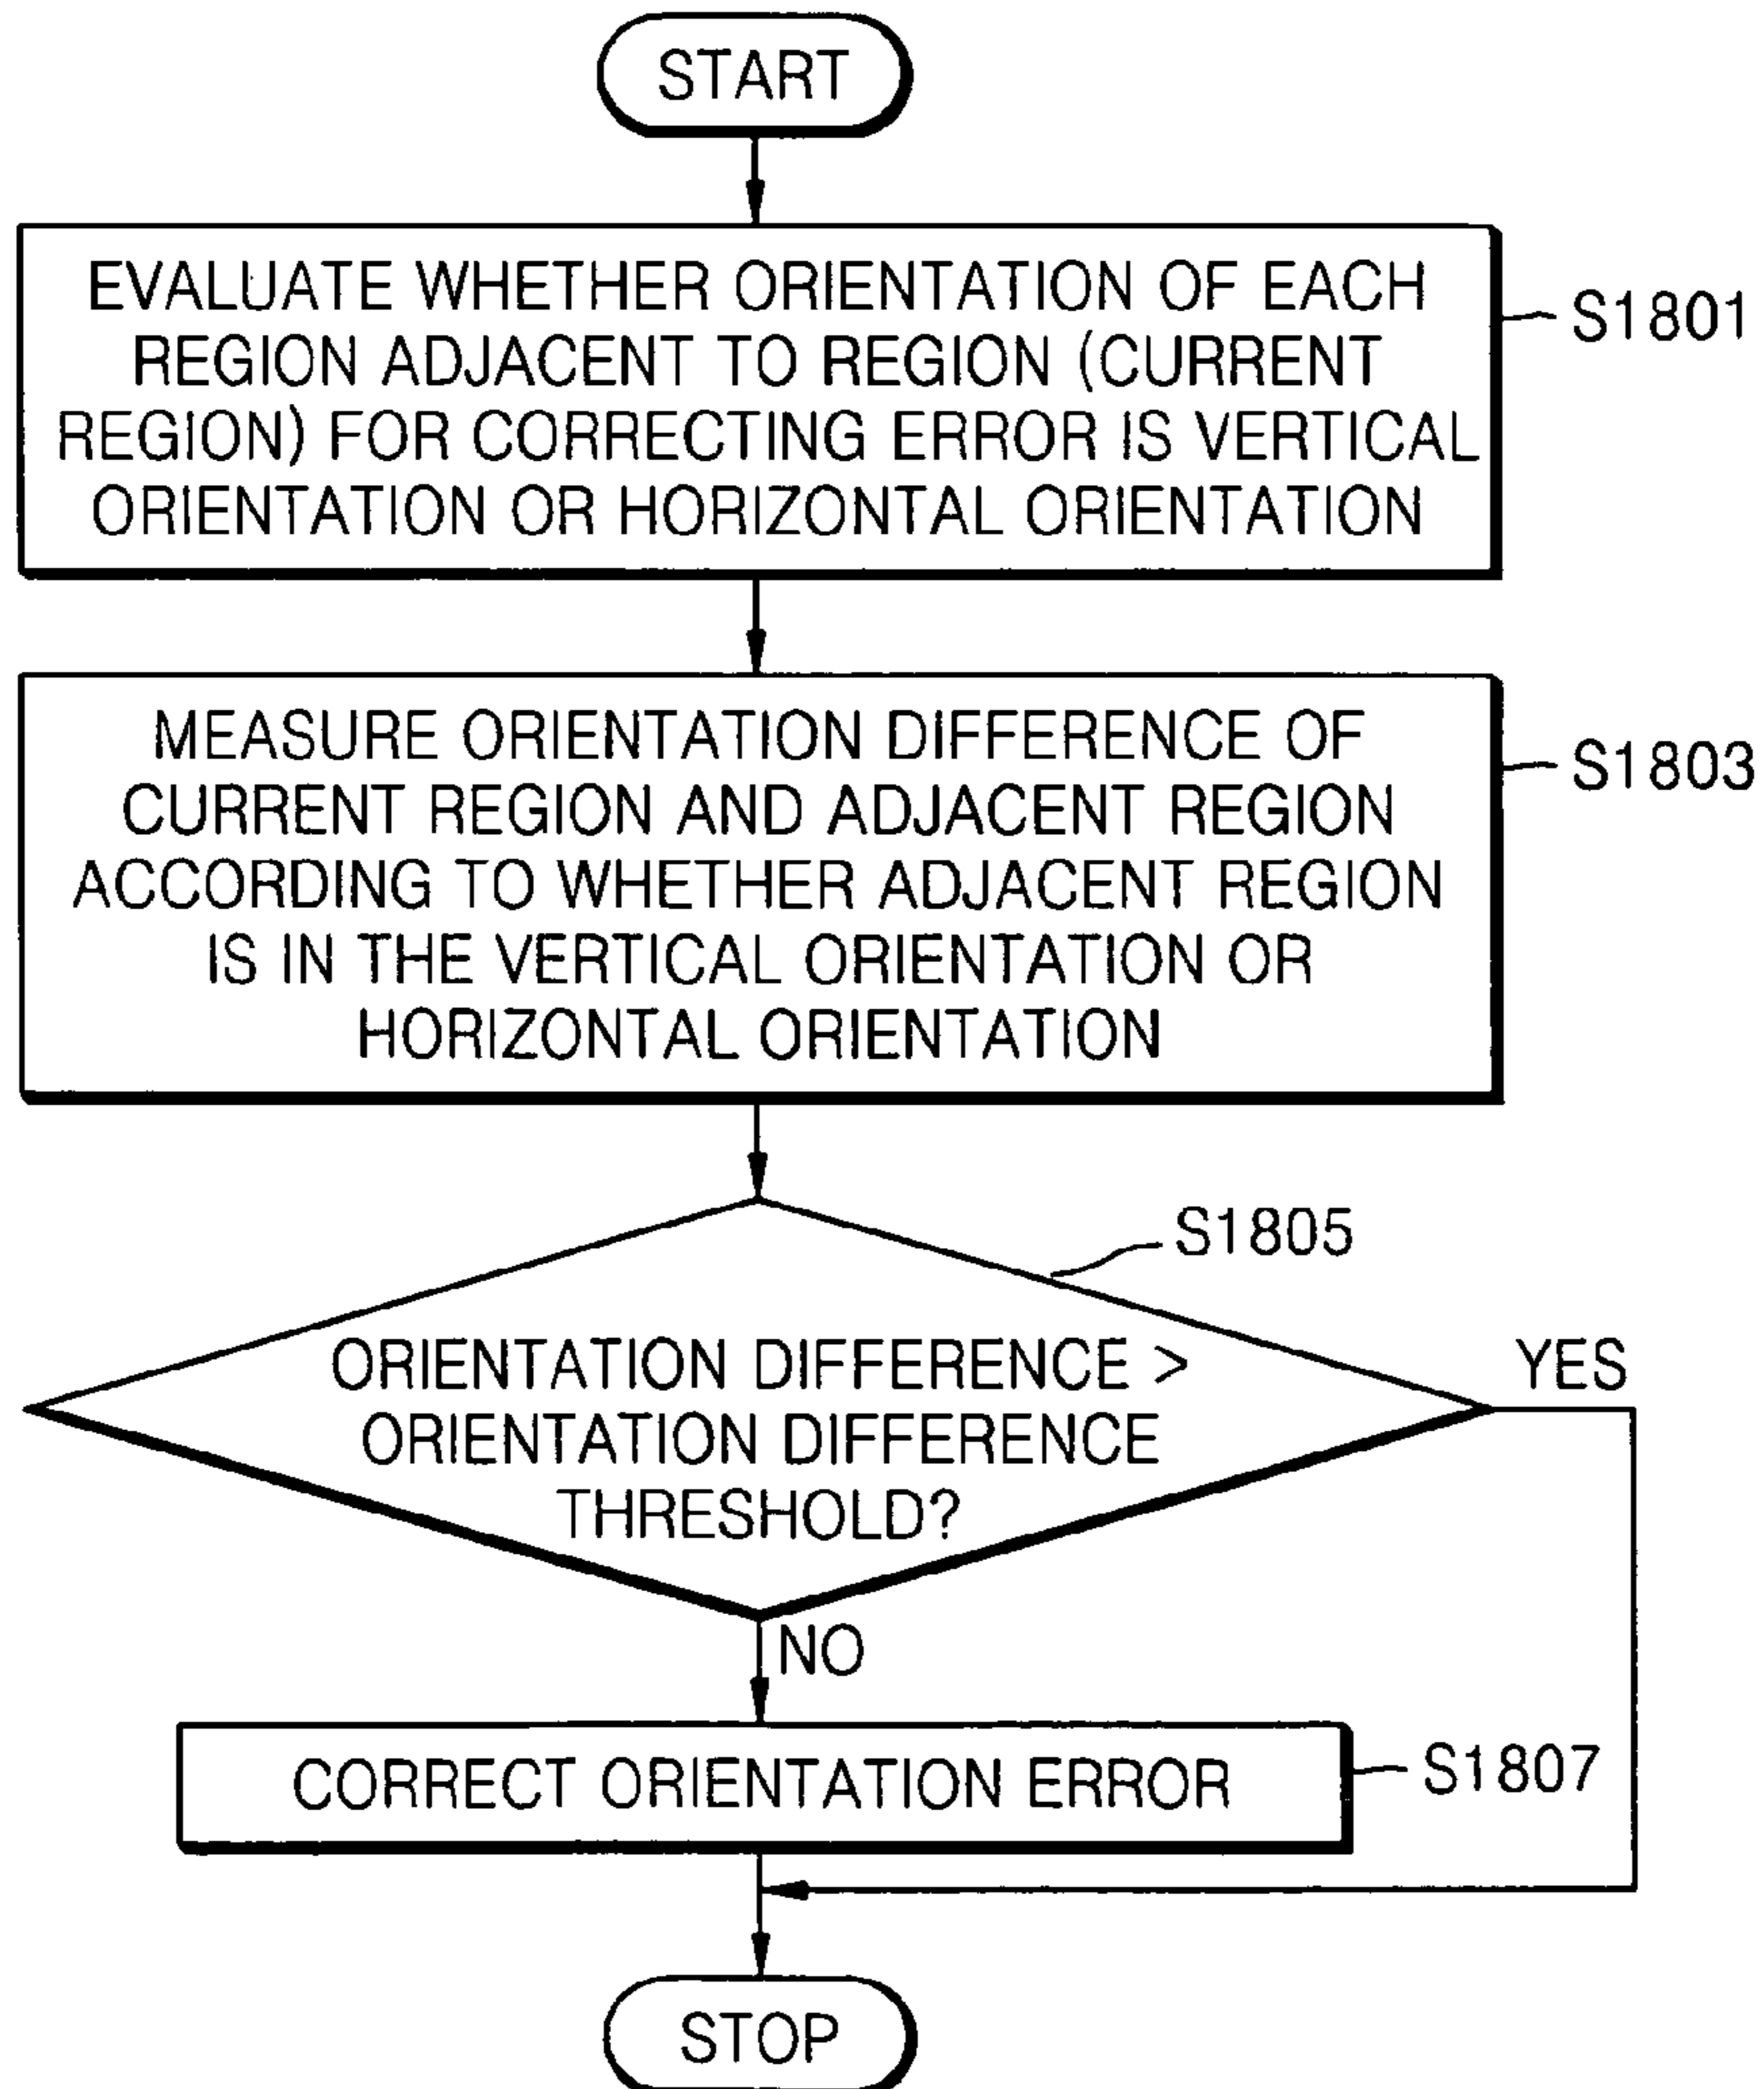 START
EVALUATE WHETHER ORIENTATION OF EACH
REGION ADJACENT TO REGION (CURRENT
REGION) FOR CORRECTING ERROR IS VERTICAL
ORIENTATION OR HORIZONTAL ORIENTATION
S1801
MEASURE ORIENTATION DIFFERENCE OF
CURRENT REGION AND ADJACENT REGION
ACCORDING TO WHETHER ADJACENT REGION
IS IN THE VERTICAL ORIENTATION OR
HORIZONTAL ORIENTATION
S1803
S1805
ORIENTATION DIFFERENCE >
ORIENTATION DIFFERENCE
THRESHOLD?
YES
NO
CORRECT ORIENTATION ERROR
S1807
STOP